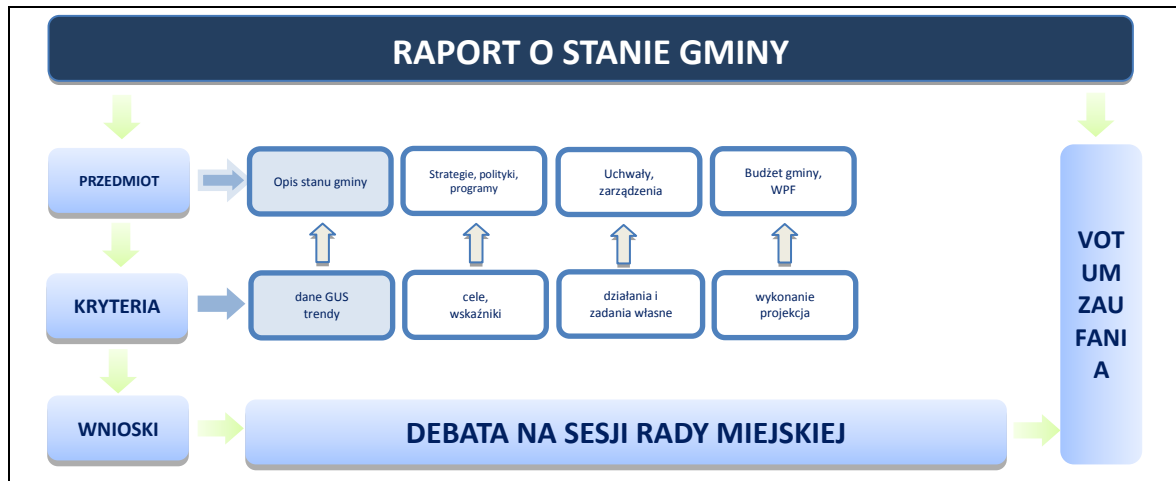 RAPORT O STANIE GMINY
PRZEDMIOT
Opis stanu gminy
Strategie, polityki,
programy
Uchwały,
zarządzenia
Budżet gminy,
WPF
KRYTERIA
dane GUS
trendy
cele,
wskaźniki
działania i
zadania własne
wykonanie
projekcja
WNIOSKI
DEBATA NA SESJI RADY MIEJSKIEJ
VOT
UM
ZAU
FANI
A